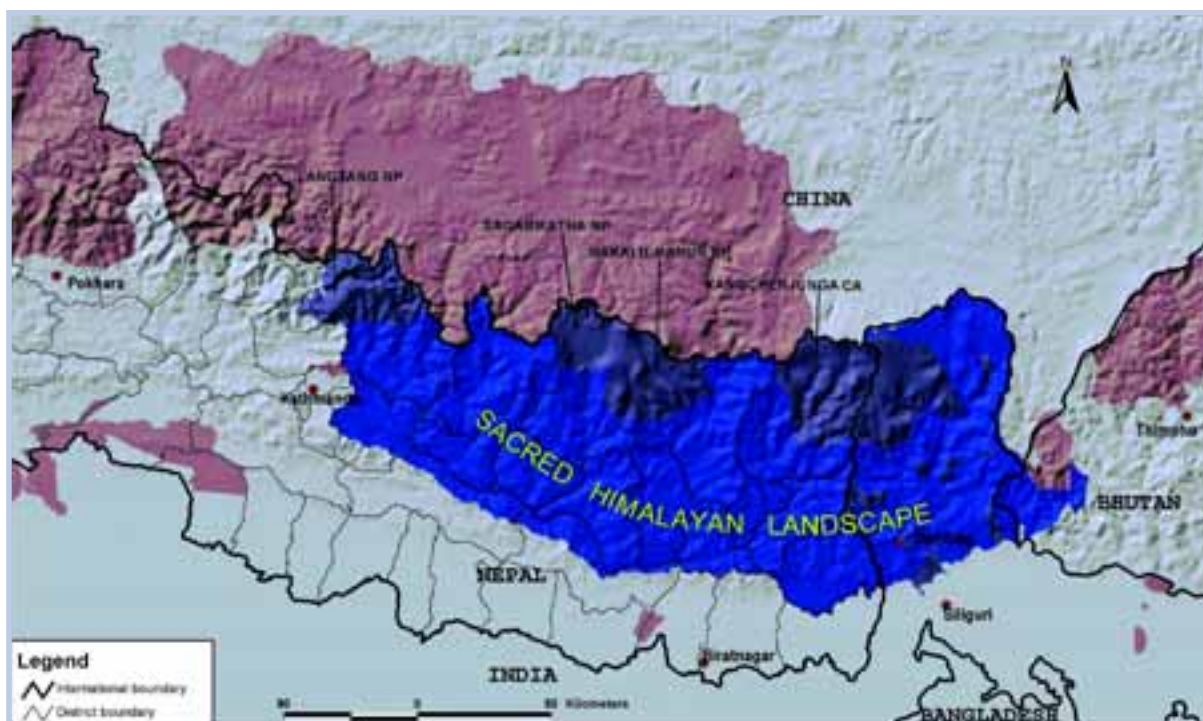 N
CHINA
LANGTANG NP
SAGARMATHA NP
KANGCHENJUNGA CA
Pokhara
Kathmandu
Thimphu
SACRED HIMALAYAN LANDSCAPE
BHUTAN
NEPAL
Siliguri
Biratnagar
INDIA
BANGLADESH
Legend
International boundary
District boundary
0
Kilometers